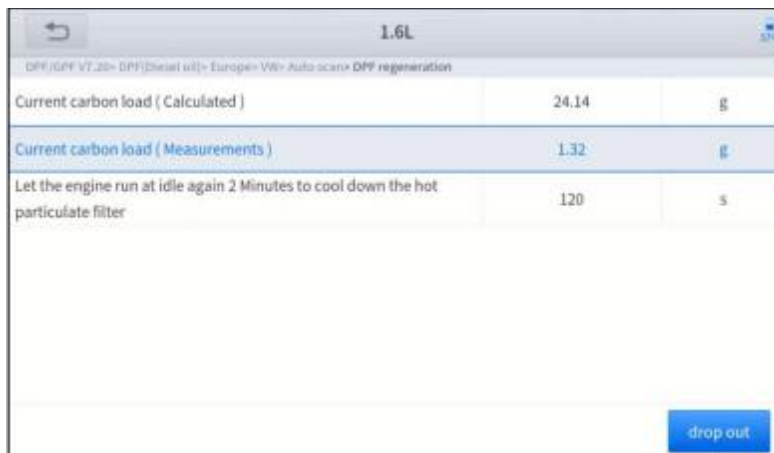 1.6L
DPF/GPF V7.20> DPF(Diesel oil)> Europe> VW> Auto scan> DPF regeneration
Current carbon load ( Calculated ) 24.14 g
Current carbon load ( Measurements ) 1.32 g
Let the engine run at idle again 2 Minutes to cool down the hot
particulate filter 120 s
drop out